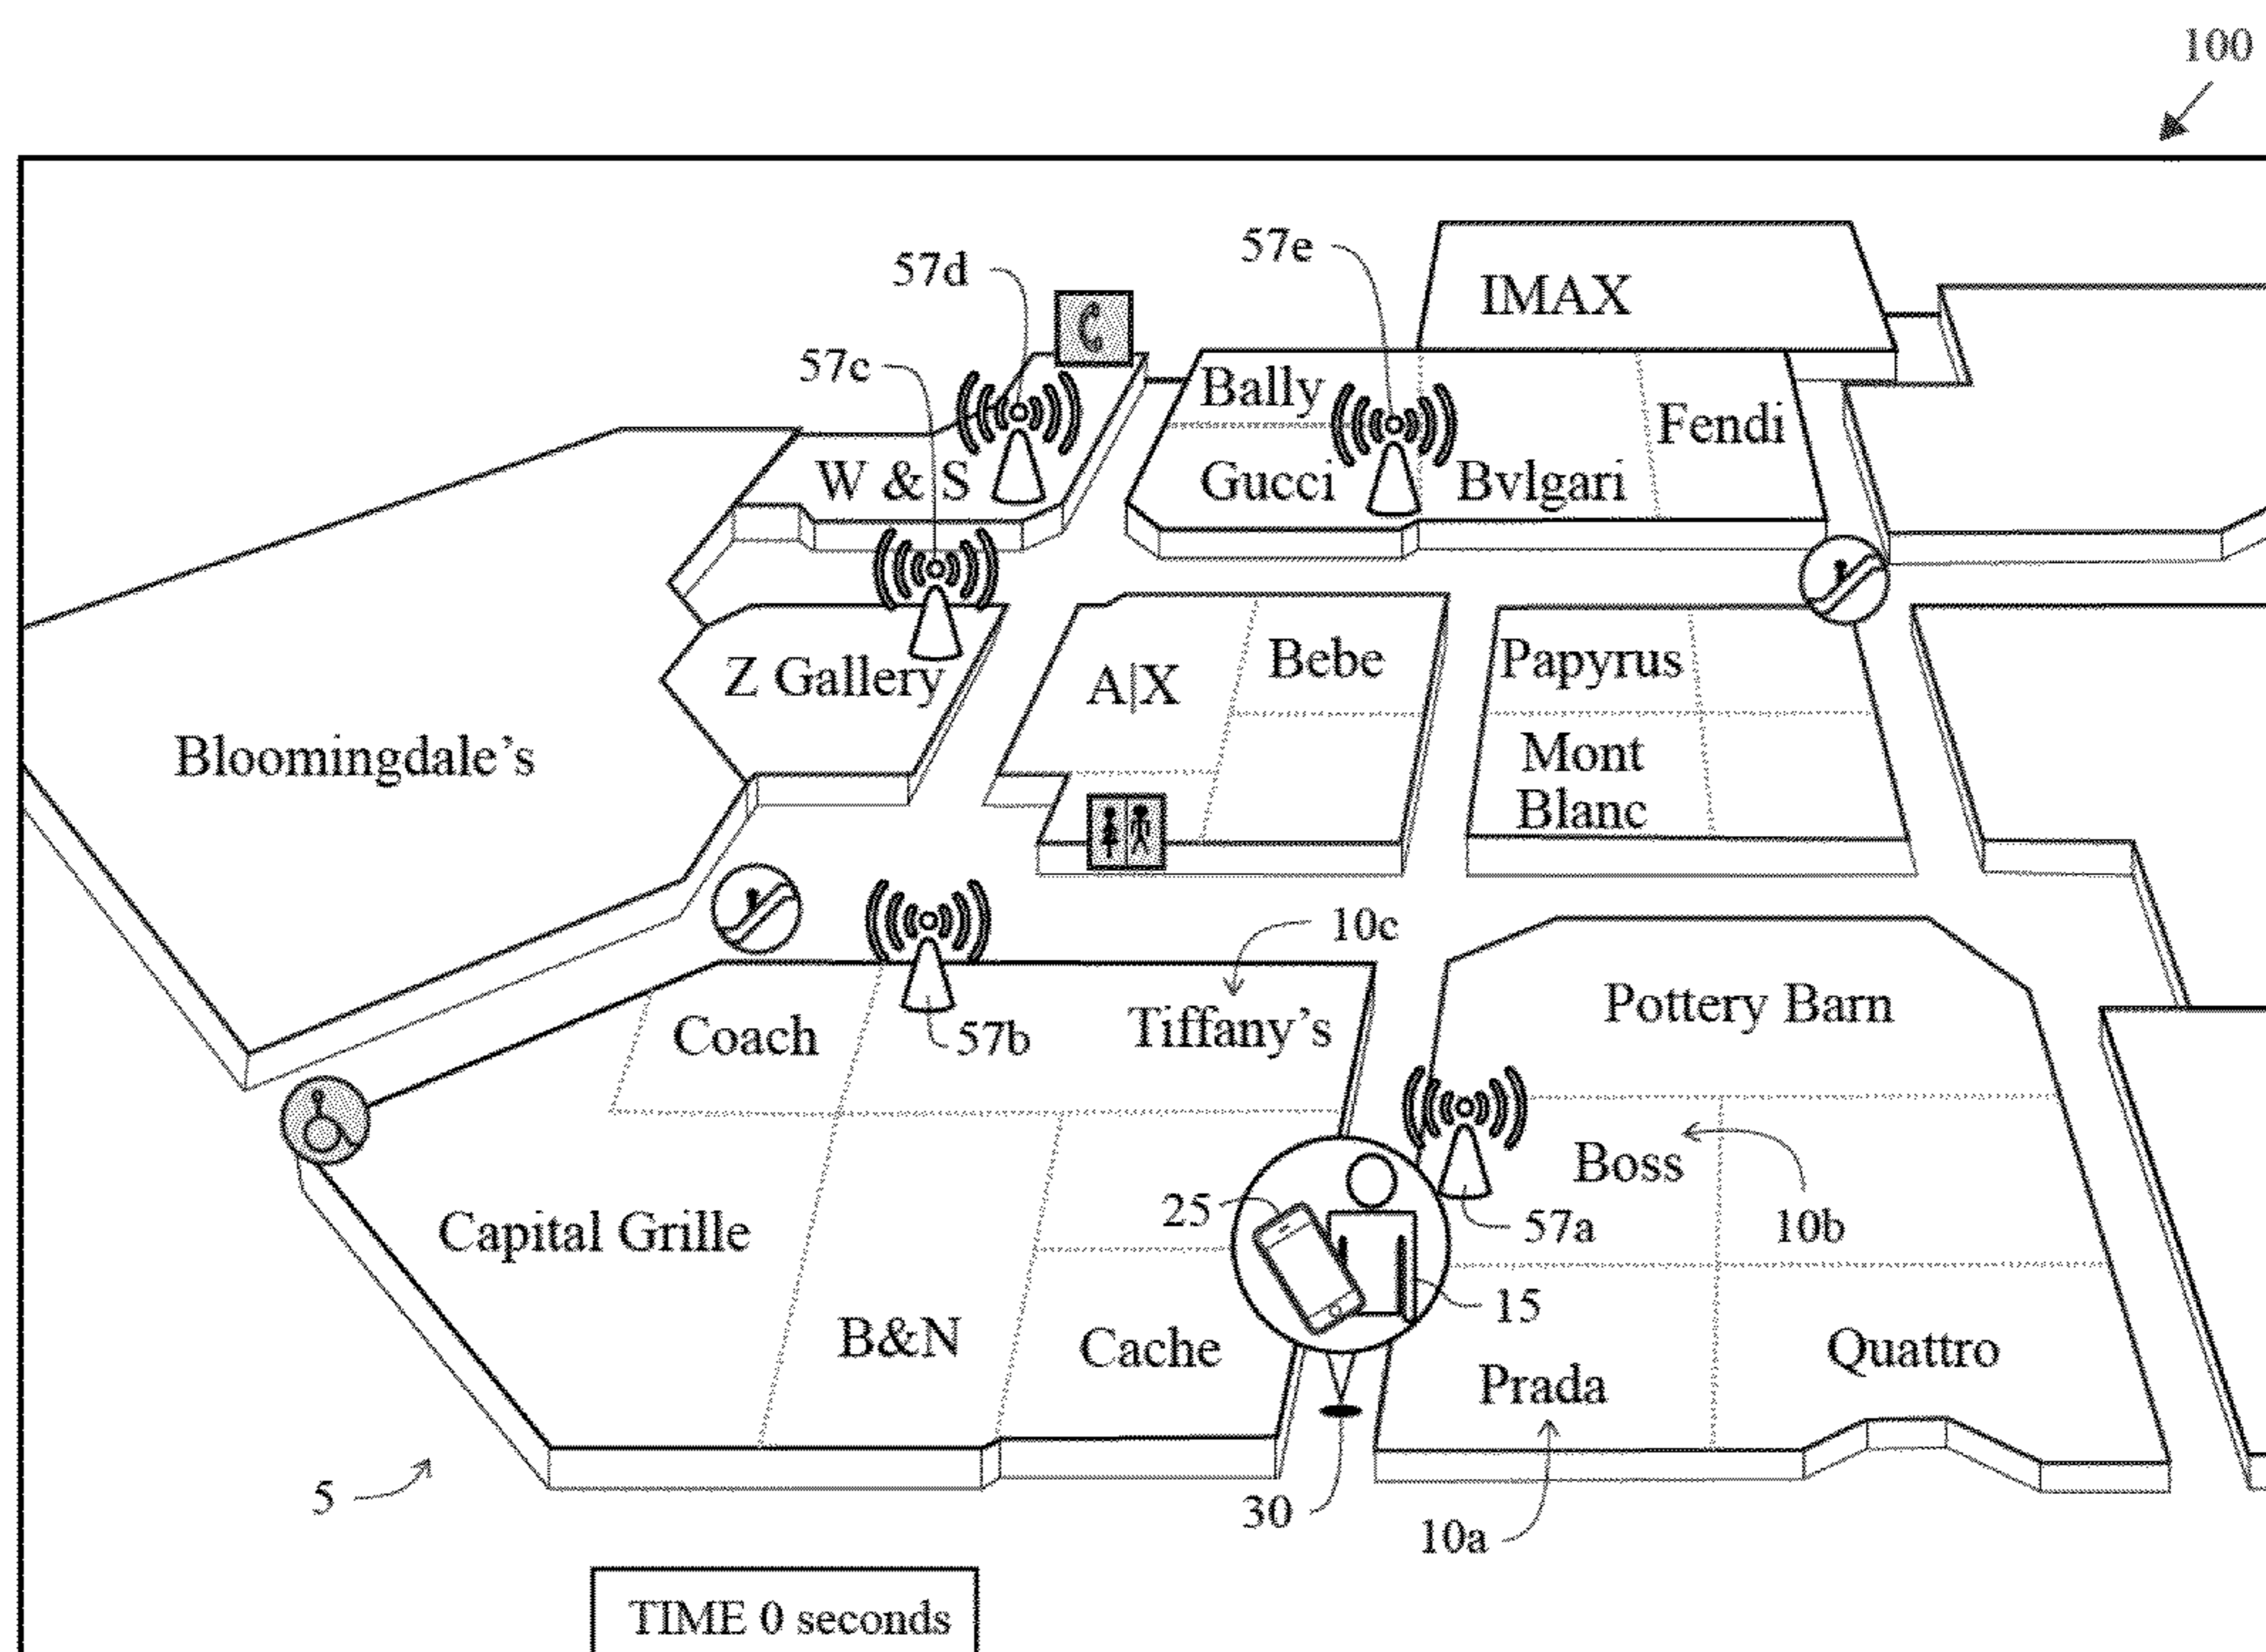 100
57e
57d
IMAX
57c
Bally
Fendi
W & S
Gucci
Bvlgari
Bebe
Papyrus
Z Gallery
A|X
Bloomingdale’s
Mont
Blanc
10c
Pottery Barn
Coach
57b
Tiffany’s
Boss
25
57a
10b
Capital Grille
15
B&N
Cache
Quattro
Prada
5
30
10a
TIME 0 seconds